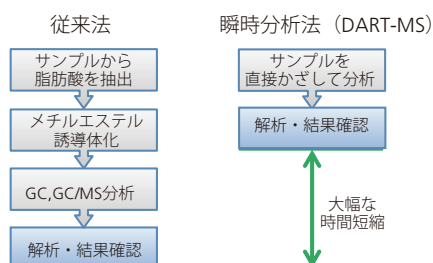 従来法
サンプルから
脂肪酸を抽出
メチルエステル
誘導体化
GC,GC/MS分析
解析・結果確認
瞬時分析法（DART-MS）
サンプルを
直接かざして分析
解析・結果確認
大幅な
時間短縮